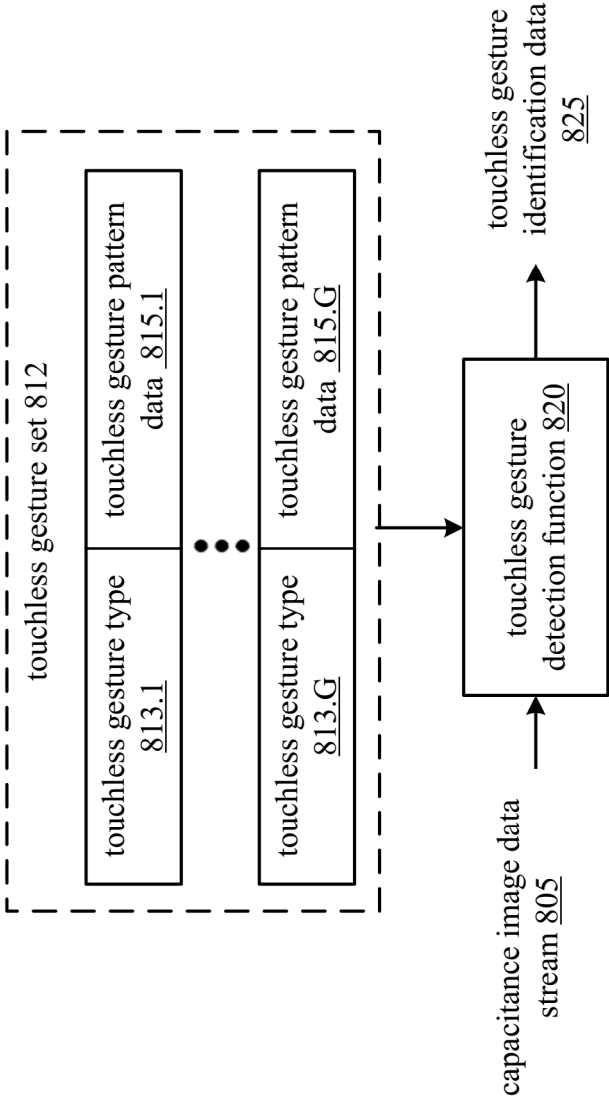 touchless gesture set 812
touchless gesture type
813.1
touchless gesture pattern
data 815.1
touchless gesture type
813.G
touchless gesture pattern
data 815.G
capacitance image data
stream 805
touchless gesture
detection function 820
touchless gesture
identification data
825